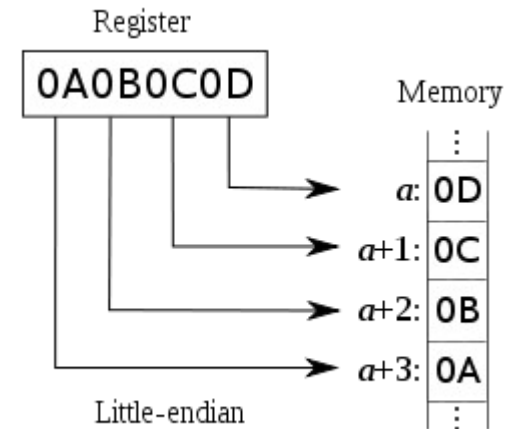 Register
0A0B0C0D
Memory
⋮
a: 0D
a+1: 0C
a+2: 0B
a+3: 0A
⋮
Little-endian